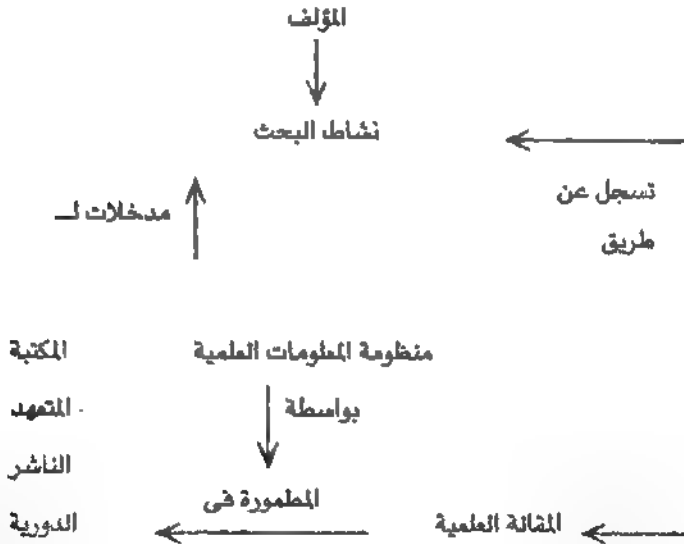 المؤلف
نشاط البحث
تسجل عن
طريق
مدخلات لـ
منظومة المعلومات العلمية
المكتبة
بواسطة
المتعهد
الناشر
المقالة العلمية
المطمورة فى
الدورية